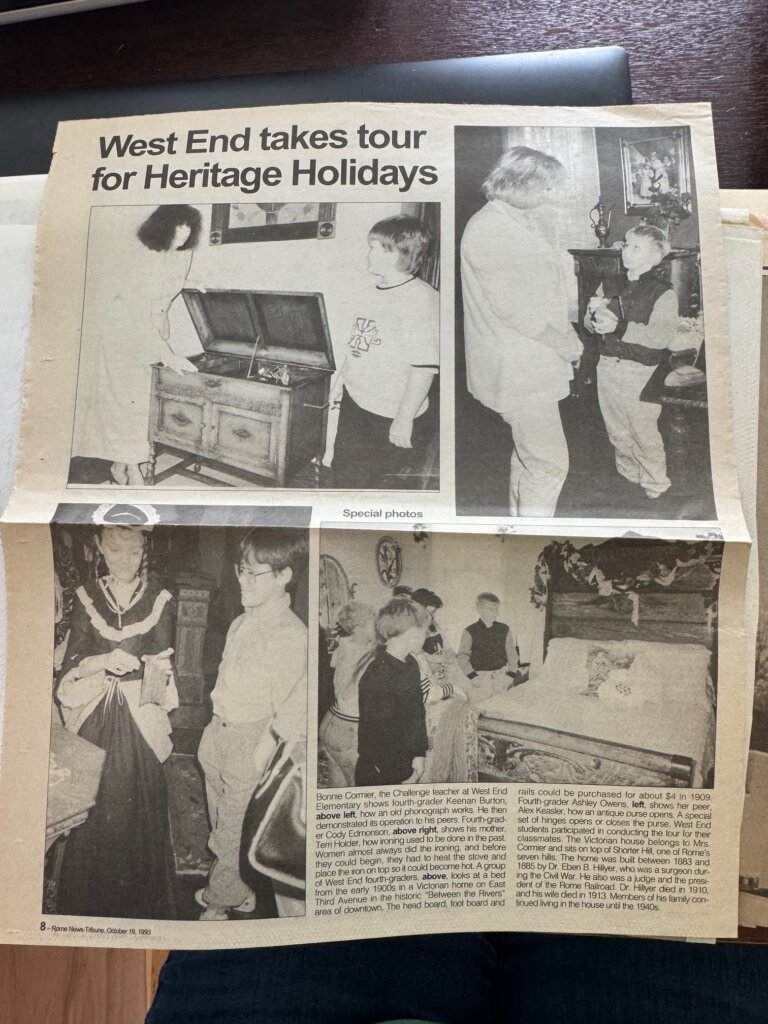 West End takes tour
for Heritage Holidays
Special photos
Bonnie Cormier, the Challenge teacher at West End
Elementary shows fourth-grader Keenan Burton,
above left, how an old phonograph works. He then
demonstrated its operation to his peers. Fourth-grad-
er Cody Edmonson, above right, shows his mother,
Terri Holder, how ironing used to be done in the past.
Women almost always did the ironing, and before
they could begin, they had to heat the stove and
place the iron on top so it could become hot. A group
of West End fourth-graders, above, looks at a bed
from the early 1900s in a Victorian home on East
Third Avenue in the historic "Between the Rivers"
area of downtown. The head board, foot board and
rails could be purchased for about $4 in 1909.
Fourth-grader Ashley Owens, left, shows her peer,
Alex Keasler, how an antique purse opens. A special
set of hinges opens or closes the purse. West End
students participated in conducting the tour for their
classmates. The Victorian house belongs to Mrs.
Cormier and sits on top of Shorter Hill, one of Rome's
seven hills. The home was built between 1883 and
1885 by Dr. Eben B. Hillyer, who was a surgeon dur-
ing the Civil War. He also was a judge and the presi-
dent of the Rome Railroad. Dr. Hillyer died in 1910,
and his wife died in 1913. Members of his family con-
tinued living in the house until the 1940s.
8 – Rome News-Tribune, October 19, 1993